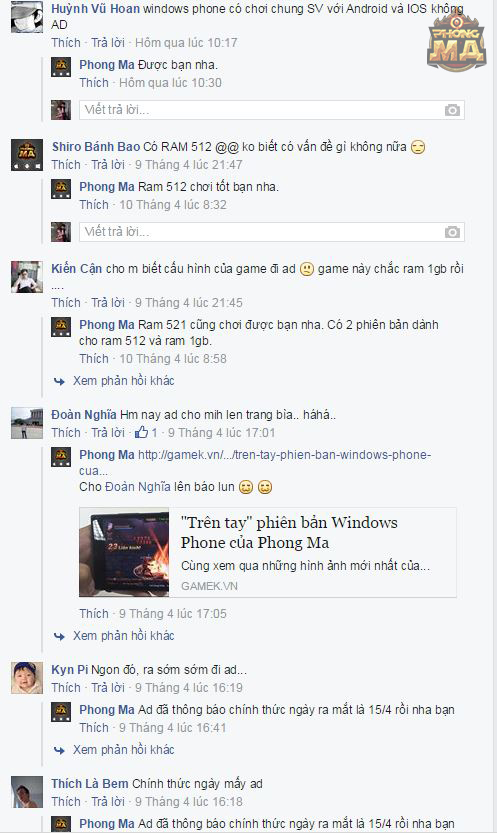 PHONG MA
Huỳnh Vũ Hoan windows phone có chơi chung SV với Android và IOS không
AD
Thích · Trả lời · Hôm qua lúc 10:17
Phong Ma Được bạn nha.
Thích · Hôm qua lúc 10:30
Viết trả lời...
Shiro Bánh Bao Có RAM 512 @@ ko biết có vấn đề gì không nữa
Thích · Trả lời · 9 Tháng 4 lúc 21:47
Phong Ma Ram 512 chơi tốt bạn nha.
Thích · 10 Tháng 4 lúc 8:32
Viết trả lời...
Kiến Cận cho m biết cấu hình của game đi ad game này chắc ram 1gb rồi
....
Thích · Trả lời · 9 Tháng 4 lúc 21:45
Phong Ma Ram 521 cũng chơi được bạn nha. Có 2 phiên bản dành
cho ram 512 và ram 1gb.
Thích · 10 Tháng 4 lúc 8:58
Xem phản hồi khác
Đoàn Nghĩa Hm nay ad cho mih len trang bìa.. háhá..
Thích · Trả lời · 1 · 9 Tháng 4 lúc 17:01
Phong Ma http://gamek.vn/.../tren-tay-phien-ban-windows-phone-
cua...
Cho Đoàn Nghĩa lên báo lun
"Trên tay" phiên bản Windows
Phone của Phong Ma
Cùng xem qua những hình ảnh mới nhất của...
GAMEK.VN
Thích · 9 Tháng 4 lúc 17:05
Xem phản hồi khác
Kyn Pi Ngon đó, ra sớm sớm đi ad...
Thích · Trả lời · 9 Tháng 4 lúc 16:19
Phong Ma Ad đã thông báo chính thức ngày ra mắt là 15/4 rồi nha bạn
Thích · 9 Tháng 4 lúc 16:41
Xem phản hồi khác
Thích Là Bem Chính thức ngày mấy ad
Thích · Trả lời · 9 Tháng 4 lúc 16:18
Phong Ma Ad đã thông báo chính thức ngày ra mắt là 15/4 rồi nha bạn